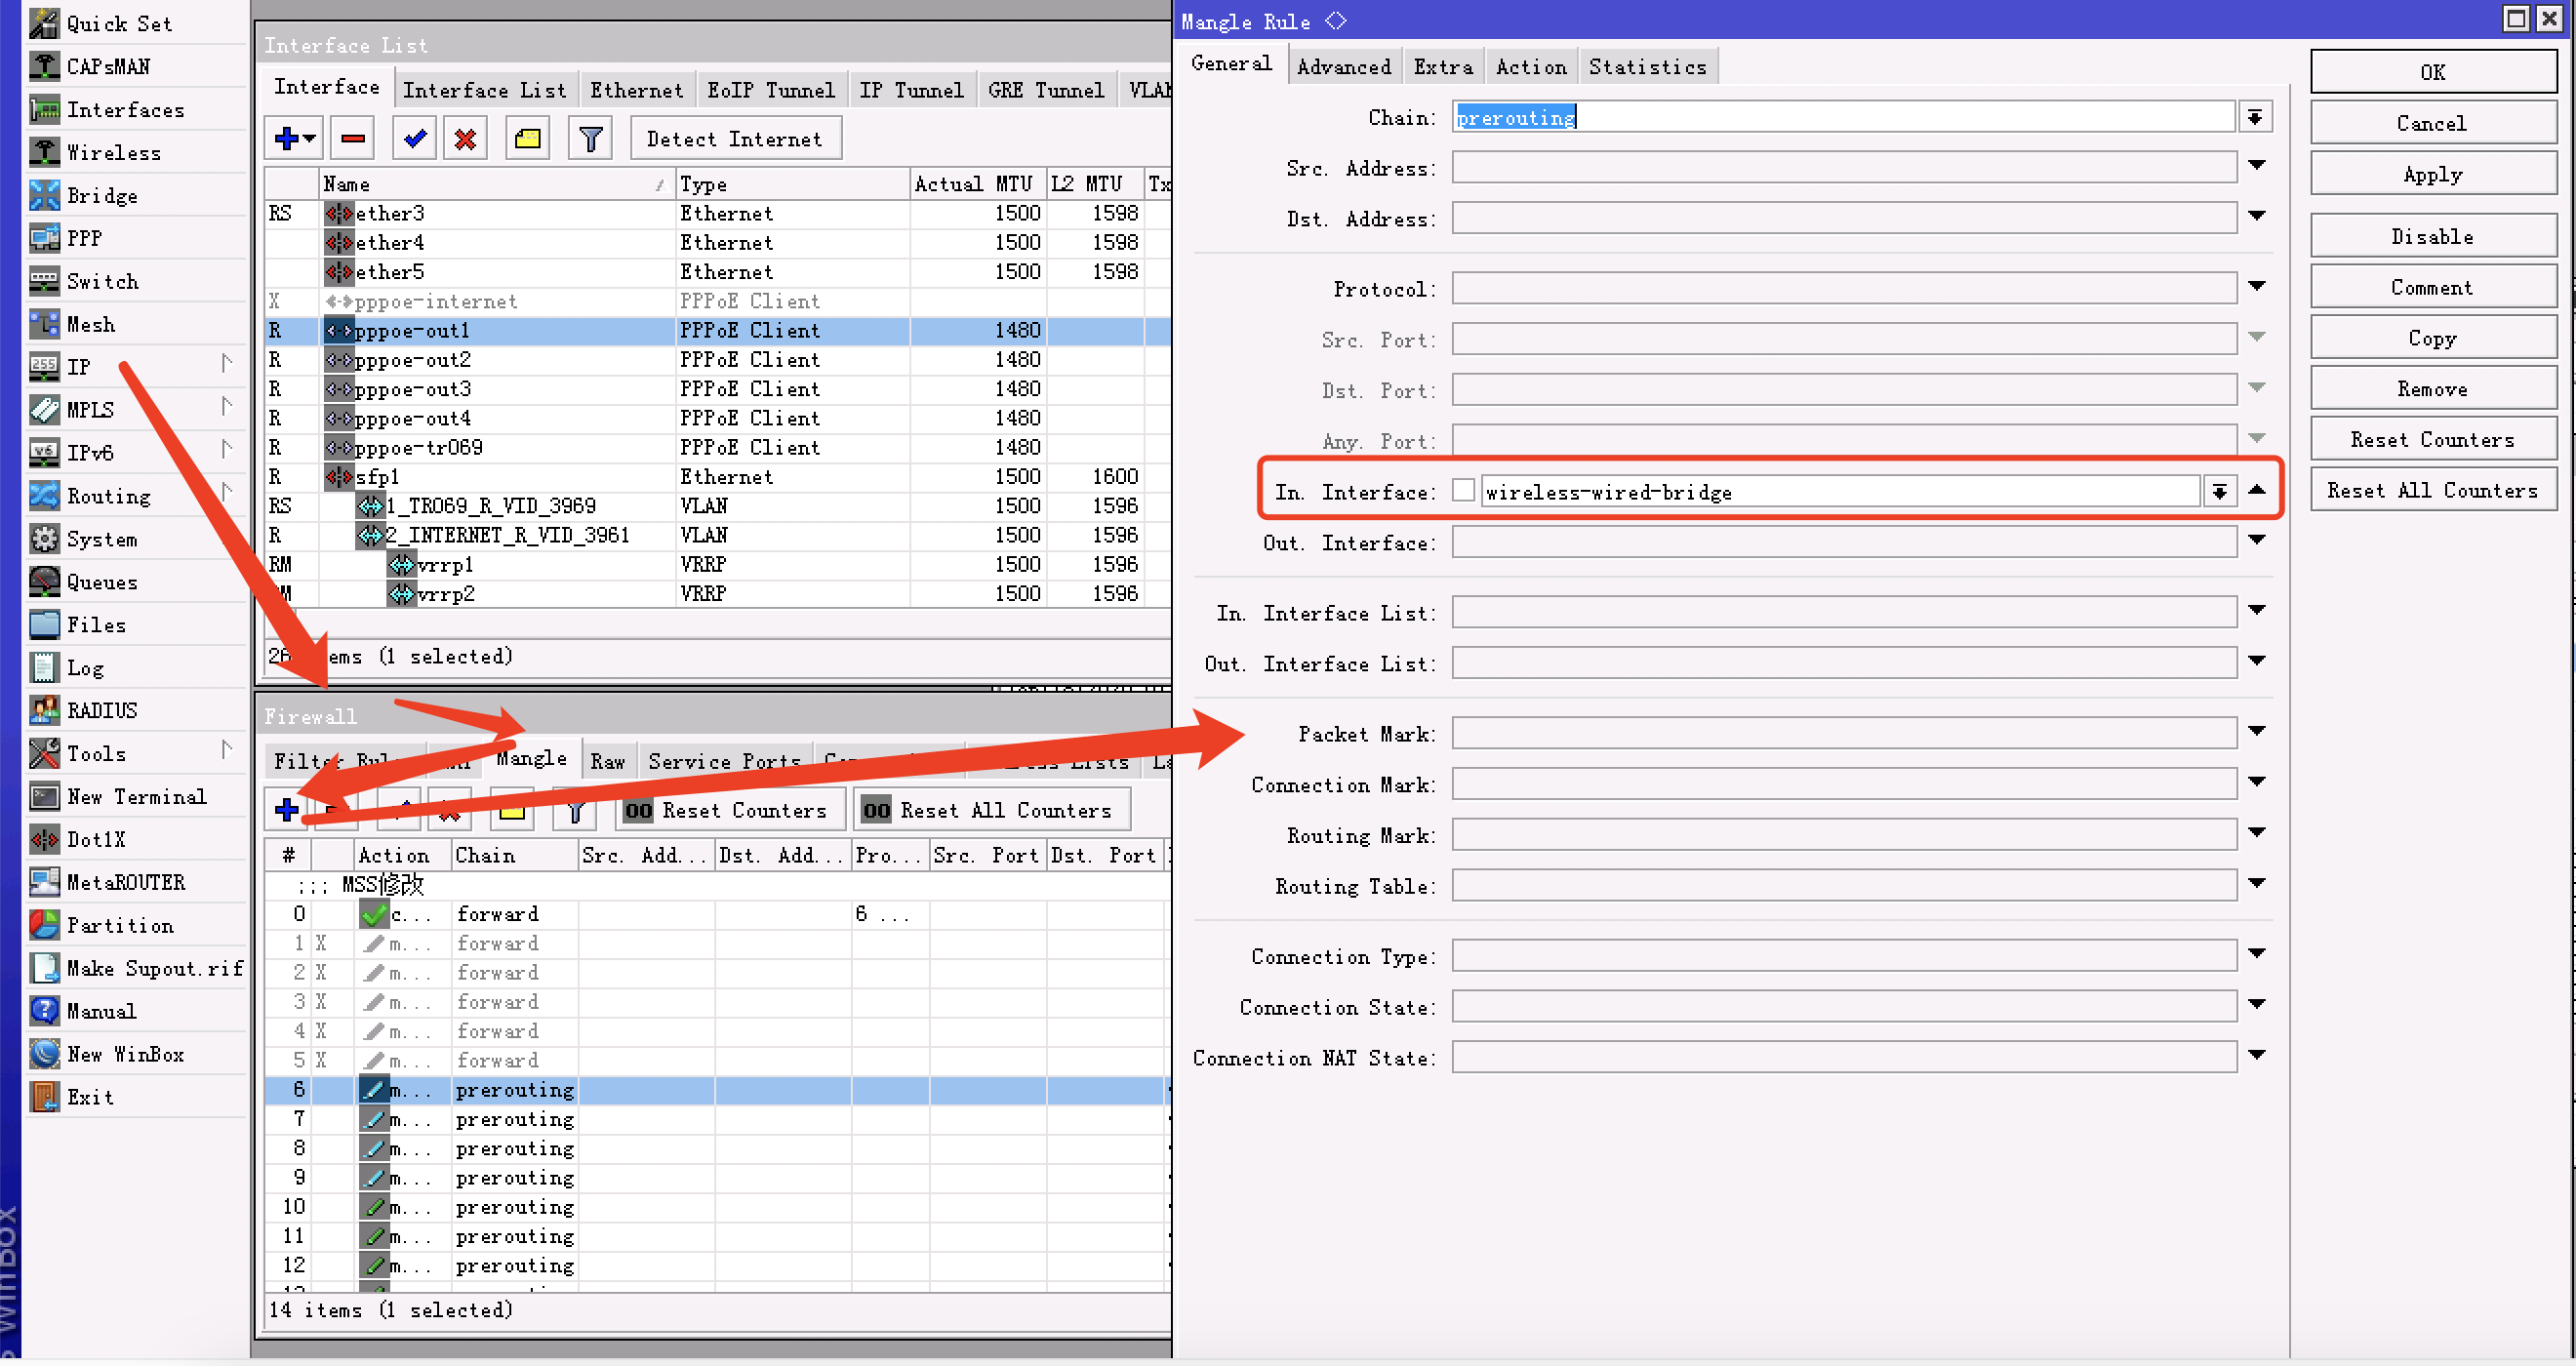 Quick Set
CAPsMAN
Interfaces
Wireless
Bridge
PPP
Switch
Mesh
IP
MPLS
IPv6
Routing
System
Queues
Files
Log
RADIUS
Tools
New Terminal
Dot1X
MetaROUTER
Partition
Make Supout.rif
Manual
New WinBox
Exit
WinBox
Interface List
Interface Interface List Ethernet EoIP Tunnel IP Tunnel GRE Tunnel VLAN
Detect Internet
Name Type Actual MTU L2 MTU Tx
RS ether3 Ethernet 1500 1598
ether4 Ethernet 1500 1598
ether5 Ethernet 1500 1598
X pppoe-internet PPPoE Client
R pppoe-out1 PPPoE Client 1480
R pppoe-out2 PPPoE Client 1480
R pppoe-out3 PPPoE Client 1480
R pppoe-out4 PPPoE Client 1480
R pppoe-tr069 PPPoE Client 1480
R sfp1 Ethernet 1500 1600
RS 1_TR069_R_VID_3969 VLAN 1500 1596
R 2_INTERNET_R_VID_3961 VLAN 1500 1596
RM vrrp1 VRRP 1500 1596
RM vrrp2 VRRP 1500 1596
(1 selected)
Firewall
Filter Mangle Raw Service Ports Lists
00 Reset Counters 00 Reset All Counters
# Action Chain Src. Add... Dst. Add... Pro... Src. Port Dst. Port
::: MSS修改
0 c... forward 6 ...
1 X m... forward
2 X m... forward
3 X m... forward
4 X m... forward
5 X m... forward
6 m... prerouting
7 m... prerouting
8 m... prerouting
9 m... prerouting
10 m... prerouting
11 m... prerouting
12 m... prerouting
14 items (1 selected)
Mangle Rule <>
General Advanced Extra Action Statistics
Chain: prerouting
Src. Address:
Dst. Address:
Protocol:
Src. Port:
Dst. Port:
Any. Port:
In. Interface: wireless-wired-bridge
Out. Interface:
In. Interface List:
Out. Interface List:
Packet Mark:
Connection Mark:
Routing Mark:
Routing Table:
Connection Type:
Connection State:
Connection NAT State:
OK
Cancel
Apply
Disable
Comment
Copy
Remove
Reset Counters
Reset All Counters